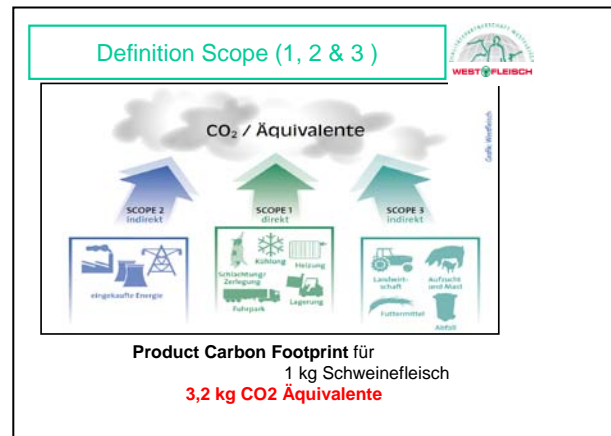 Definition Scope (1, 2 & 3 )
WESTFLEISCH
CO₂ / Äquivalente
Grafik: Westfleisch
SCOPE 2
indirekt
SCOPE 1
direkt
SCOPE 3
indirekt
eingekaufte Energie
Kühlung
Heizung
Schlachtung/
Zerlegung
Lagerung
Fuhrpark
Landwirt-
schaft
Aufzucht
und Mast
Futtermittel
Abfall
Product Carbon Footprint für
1 kg Schweinefleisch
3,2 kg CO2 Äquivalente